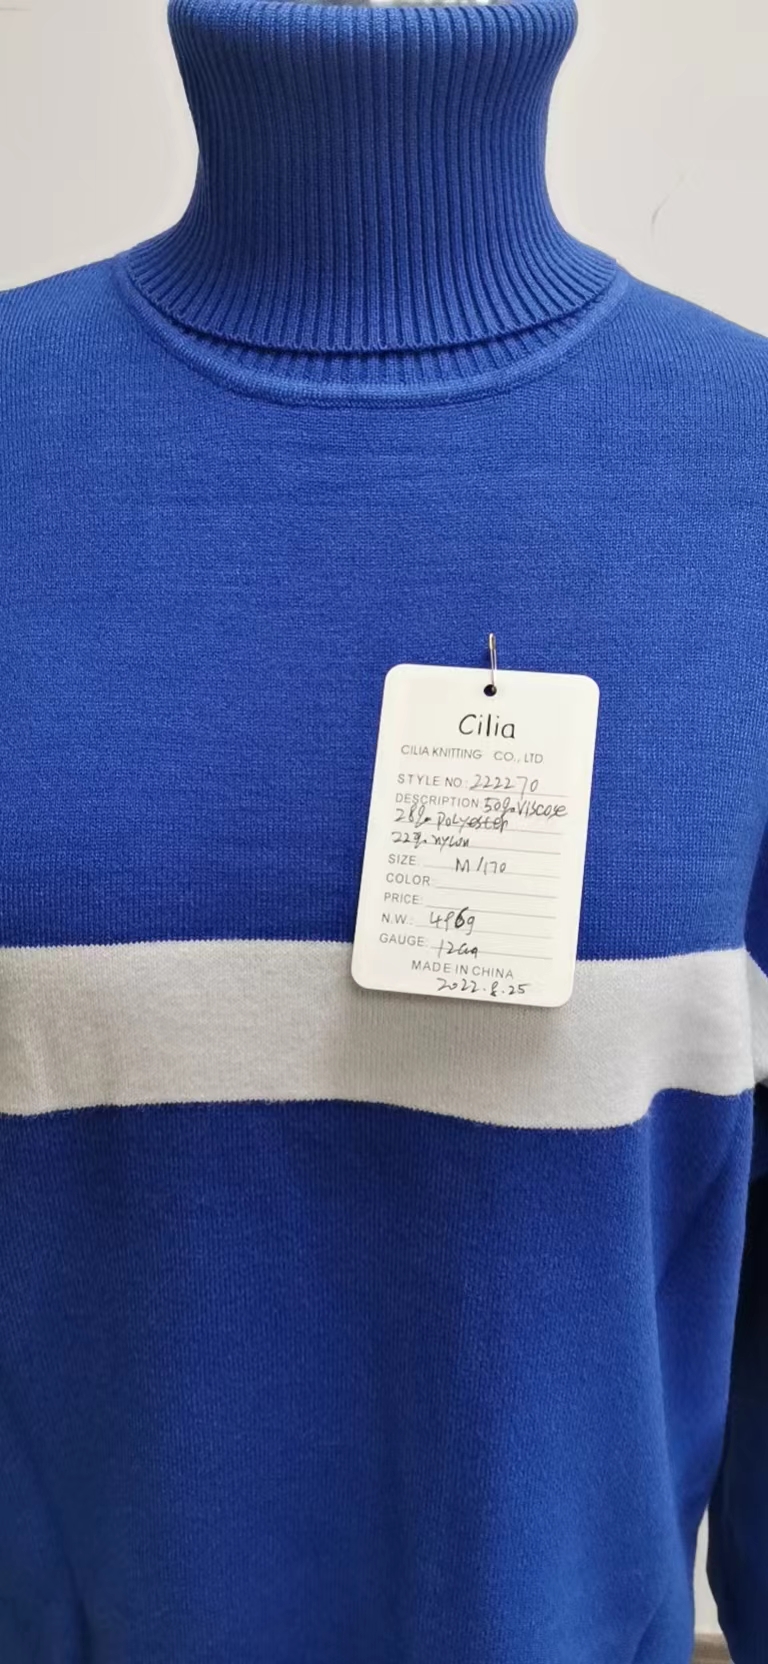 Cilia
CILIA KNITTING CO., LTD
STYLE NO: 222270
DESCRIPTION: 50% Viscose
28% polyester
22% nylon
SIZE: M/170
COLOR:
PRICE:
N.W.: 496g
GAUGE: 12GG
MADE IN CHINA
2022.8.25